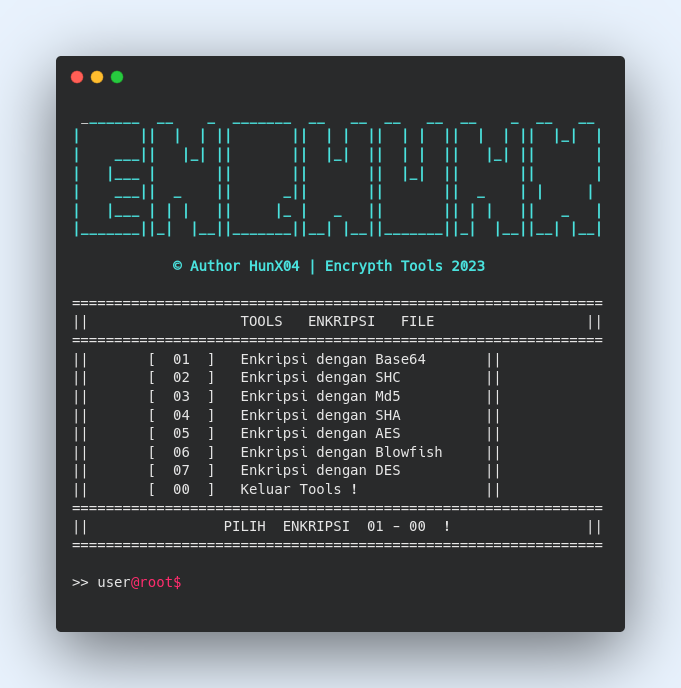 © Author HunX04 | Encrypth Tools 2023
================================================================
||                  TOOLS   ENKRIPSI   FILE                  ||
================================================================
||       [  01  ]   Enkripsi dengan Base64       ||
||       [  02  ]   Enkripsi dengan SHC          ||
||       [  03  ]   Enkripsi dengan Md5          ||
||       [  04  ]   Enkripsi dengan SHA          ||
||       [  05  ]   Enkripsi dengan AES          ||
||       [  06  ]   Enkripsi dengan Blowfish     ||
||       [  07  ]   Enkripsi dengan DES          ||
||       [  00  ]   Keluar Tools !               ||
================================================================
||                PILIH  ENKRIPSI  01 - 00  !                ||
================================================================
>> user@root$